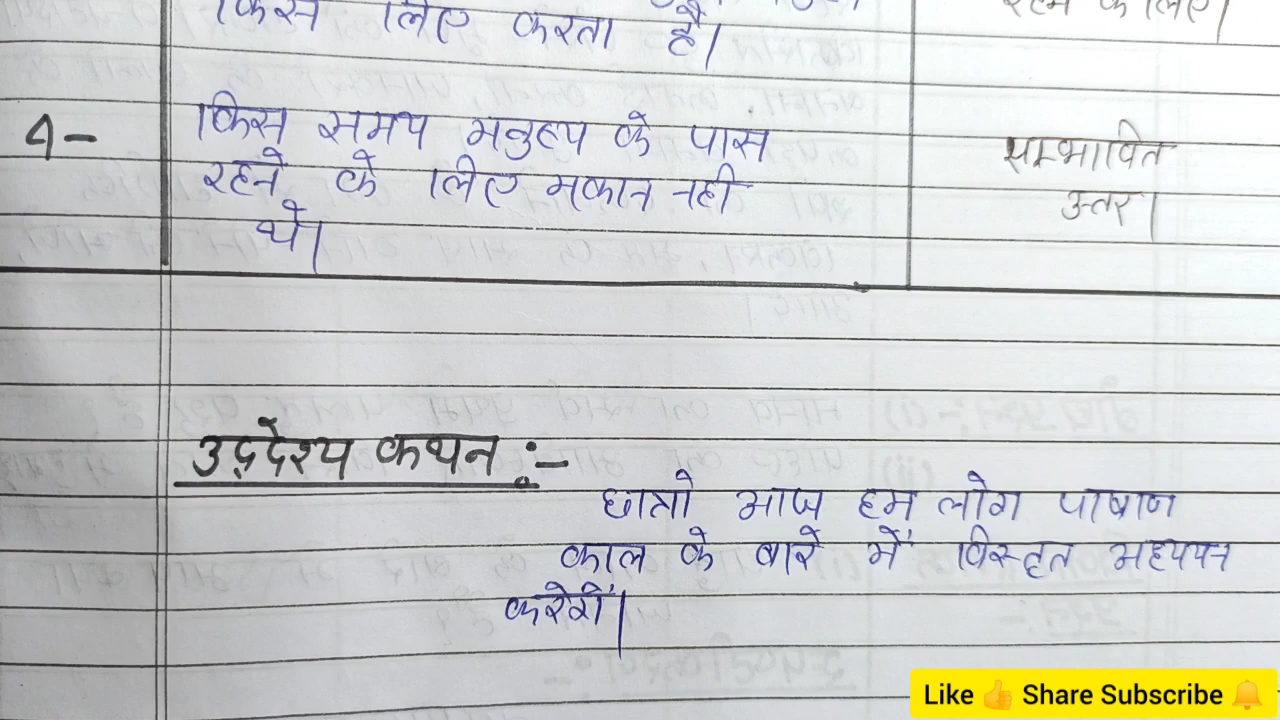 किस लिए करता है।
रहने के लिए।
4-
किस समय मनुष्य के पास
रहने के लिए मकान नही
थे।
सम्भावित
उत्तर।
उद्देश्य कथन :-
छात्रो आज हम लोग पाषाण
काल के बारे में विस्तृत अध्ययन
करेगें।
Like 👍 Share Subscribe 🔔